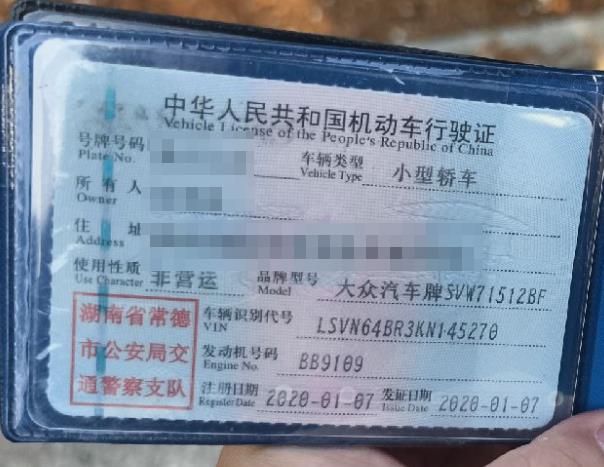 中华人民共和国机动车行驶证
Vehicle License of the People's Republic of China
号牌号码
Plate No.
车辆类型 小型轿车
Vehicle Type
所有人
Owner
住址
Address
使用性质 非营运
Use Character
品牌型号 大众汽车牌SVW71512BF
Model
湖南省常德
市公安局交
通警察支队
车辆识别代号 LSVN64BR3KN145270
VIN
发动机号码 BB9109
Engine No.
注册日期 2020-01-07
Register Date
发证日期 2020-01-07
Issue Date